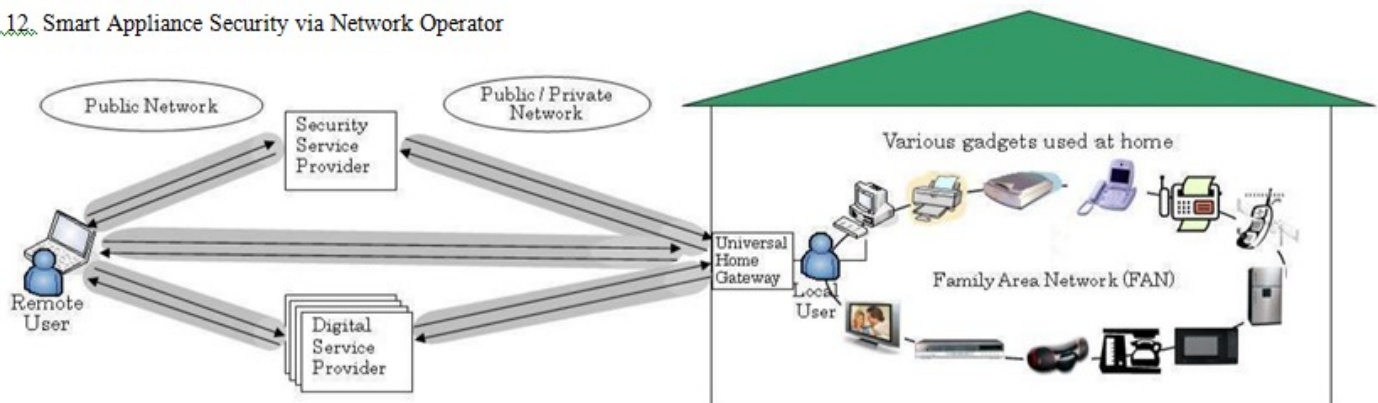 12. Smart Appliance Security via Network Operator
Public Network
Public / Private
Network
Security
Service
Provider
Various gadgets used at home
Universal
Home
Gateway
Local
User
Family Area Network (FAN)
Remote
User
Digital
Service
Provider